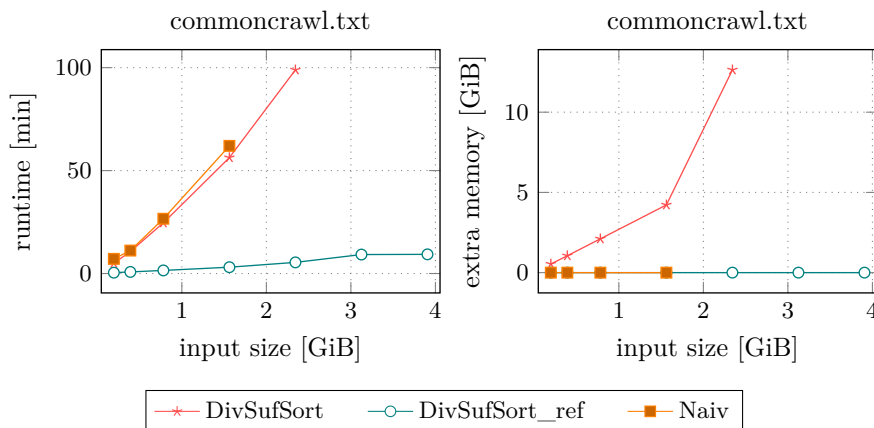 commoncrawl.txt
runtime [min]
100
50
0
1 2 3 4
input size [GiB]
commoncrawl.txt
extra memory [GiB]
10
5
0
1 2 3 4
input size [GiB]
DivSufSort DivSufSort_ref Naiv